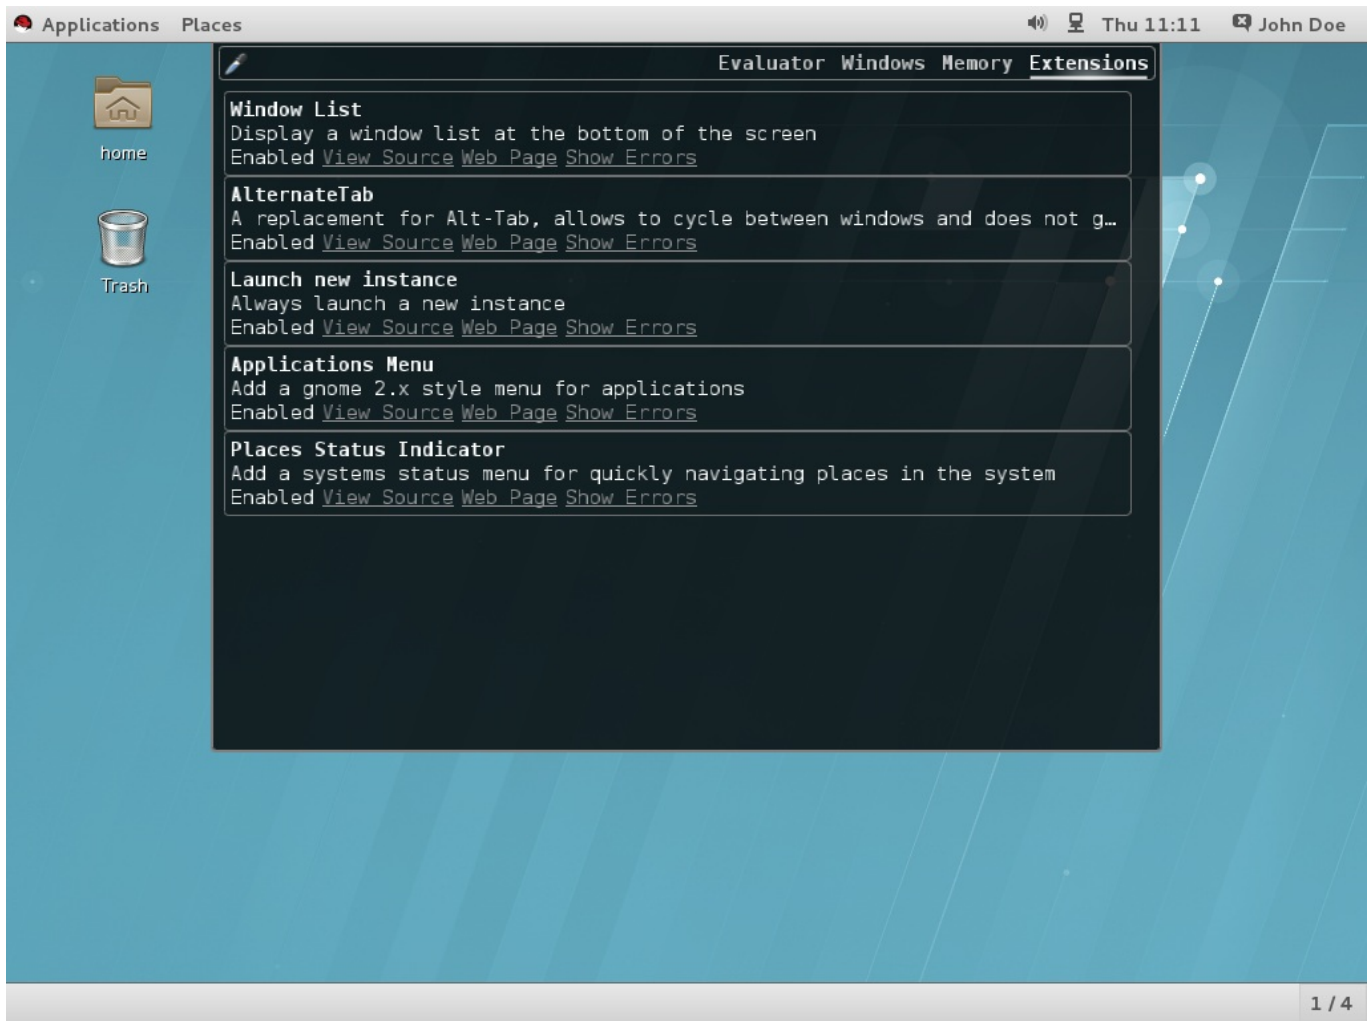 Applications Places Thu 11:11 John Doe
Evaluator Windows Memory Extensions
home
Trash
Window List
Display a window list at the bottom of the screen
Enabled View Source Web Page Show Errors
AlternateTab
A replacement for Alt-Tab, allows to cycle between windows and does not g…
Enabled View Source Web Page Show Errors
Launch new instance
Always launch a new instance
Enabled View Source Web Page Show Errors
Applications Menu
Add a gnome 2.x style menu for applications
Enabled View Source Web Page Show Errors
Places Status Indicator
Add a systems status menu for quickly navigating places in the system
Enabled View Source Web Page Show Errors
1 / 4